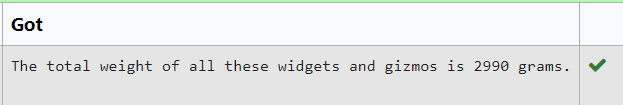 Got
The total weight of all these widgets and gizmos is 2990 grams.